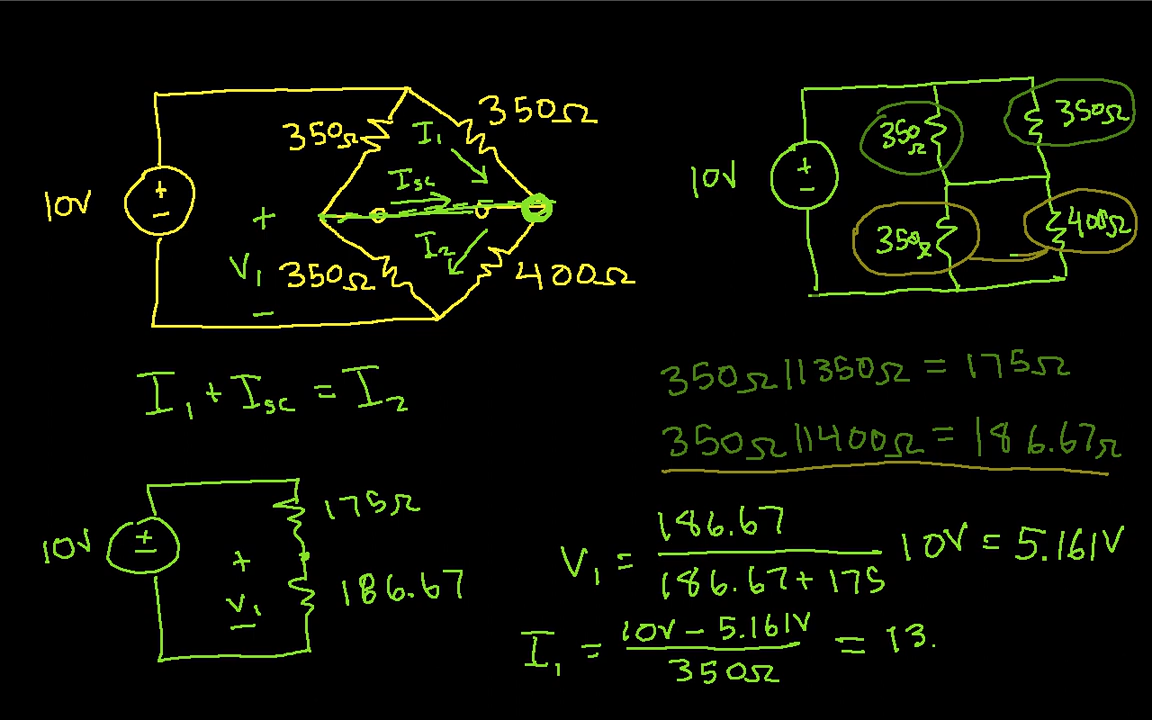 350Ω
350Ω
I₁
10V
+
−
I_SC
+
V₁
−
I₂
350Ω
400Ω
10V
+
−
350Ω
350Ω
350Ω
400Ω
I₁ + I_SC = I₂
350Ω||350Ω = 175Ω
350Ω||400Ω = 186.67Ω
10V
+
−
175Ω
+
V₁
−
186.67
V₁ = 186.67 / (186.67 + 175) 10V = 5.161V
I₁ = (10V − 5.161V) / 350Ω = 13.